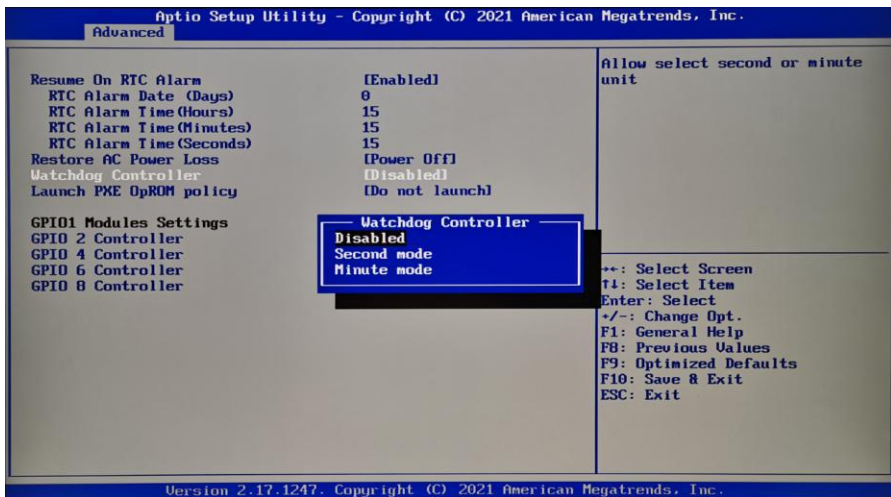 Aptio Setup Utility - Copyright (C) 2021 American Megatrends, Inc.
Advanced
Resume On RTC Alarm [Enabled]
RTC Alarm Date (Days) 0
RTC Alarm Time(Hours) 15
RTC Alarm Time(Minutes) 15
RTC Alarm Time(Seconds) 15
Restore AC Power Loss [Power Off]
Watchdog Controller [Disabled]
Launch PXE OpROM policy [Do not launch]
GPIO1 Modules Settings
GPIO 2 Controller
GPIO 4 Controller
GPIO 6 Controller
GPIO 8 Controller
Watchdog Controller
Disabled
Second mode
Minute mode
Allow select second or minute
unit
→←: Select Screen
↑↓: Select Item
Enter: Select
+/-: Change Opt.
F1: General Help
F8: Previous Values
F9: Optimized Defaults
F10: Save & Exit
ESC: Exit
Version 2.17.1247. Copyright (C) 2021 American Megatrends, Inc.